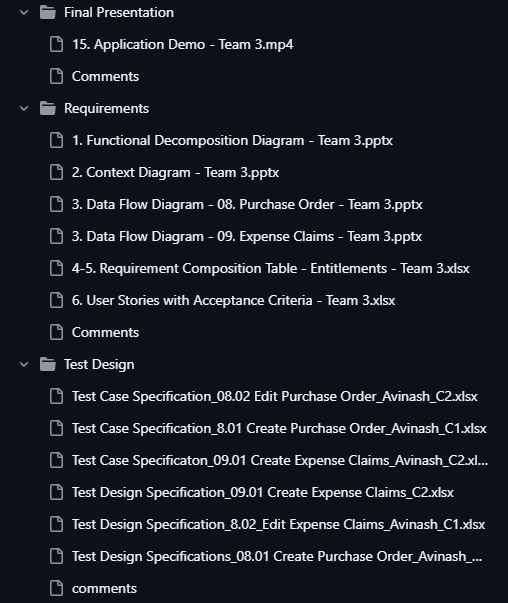 Final Presentation
15. Application Demo - Team 3.mp4
Comments
Requirements
1. Functional Decomposition Diagram - Team 3.pptx
2. Context Diagram - Team 3.pptx
3. Data Flow Diagram - 08. Purchase Order - Team 3.pptx
3. Data Flow Diagram - 09. Expense Claims - Team 3.pptx
4-5. Requirement Composition Table - Entitlements - Team 3.xlsx
6. User Stories with Acceptance Criteria - Team 3.xlsx
Comments
Test Design
Test Case Specification_08.02 Edit Purchase Order_Avinash_C2.xlsx
Test Case Specification_8.01 Create Purchase Order_Avinash_C1.xlsx
Test Case Specificaton_09.01 Create Expense Claims_Avinash_C2.xl...
Test Design Specification_09.01 Create Expense Claims_C2.xlsx
Test Design Specification_8.02_Edit Expense Claims_Avinash_C1.xlsx
Test Design Specifications_08.01 Create Purchase Order_Avinash_...
comments